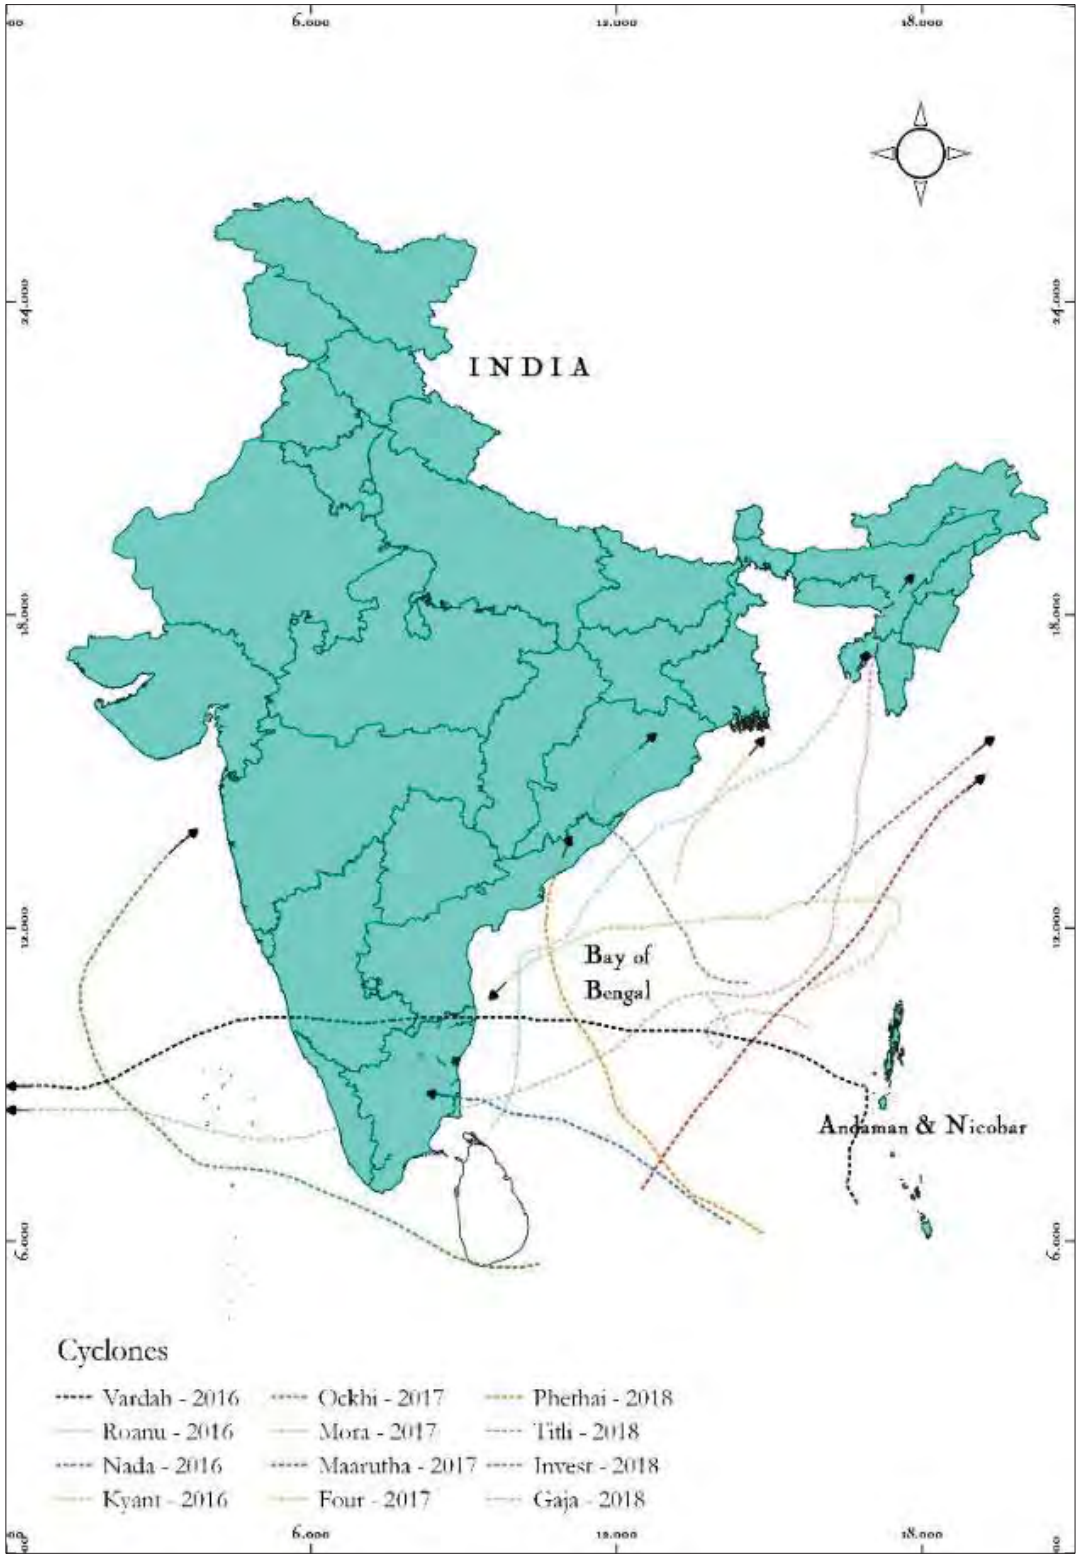 00 6.000 12.000 18.000
24.000 24.000
INDIA
18.000 18.000
12.000 12.000
Bay of
Bengal
Andaman & Nicobar
6.000 6.000
Cyclones
Vardah - 2016 Ockhi - 2017 Phethai - 2018
Roanu - 2016 Mora - 2017 Titli - 2018
Nada - 2016 Maarutha - 2017 Invest - 2018
Kyant - 2016 Four - 2017 Gaja - 2018
00 6.000 12.000 18.000